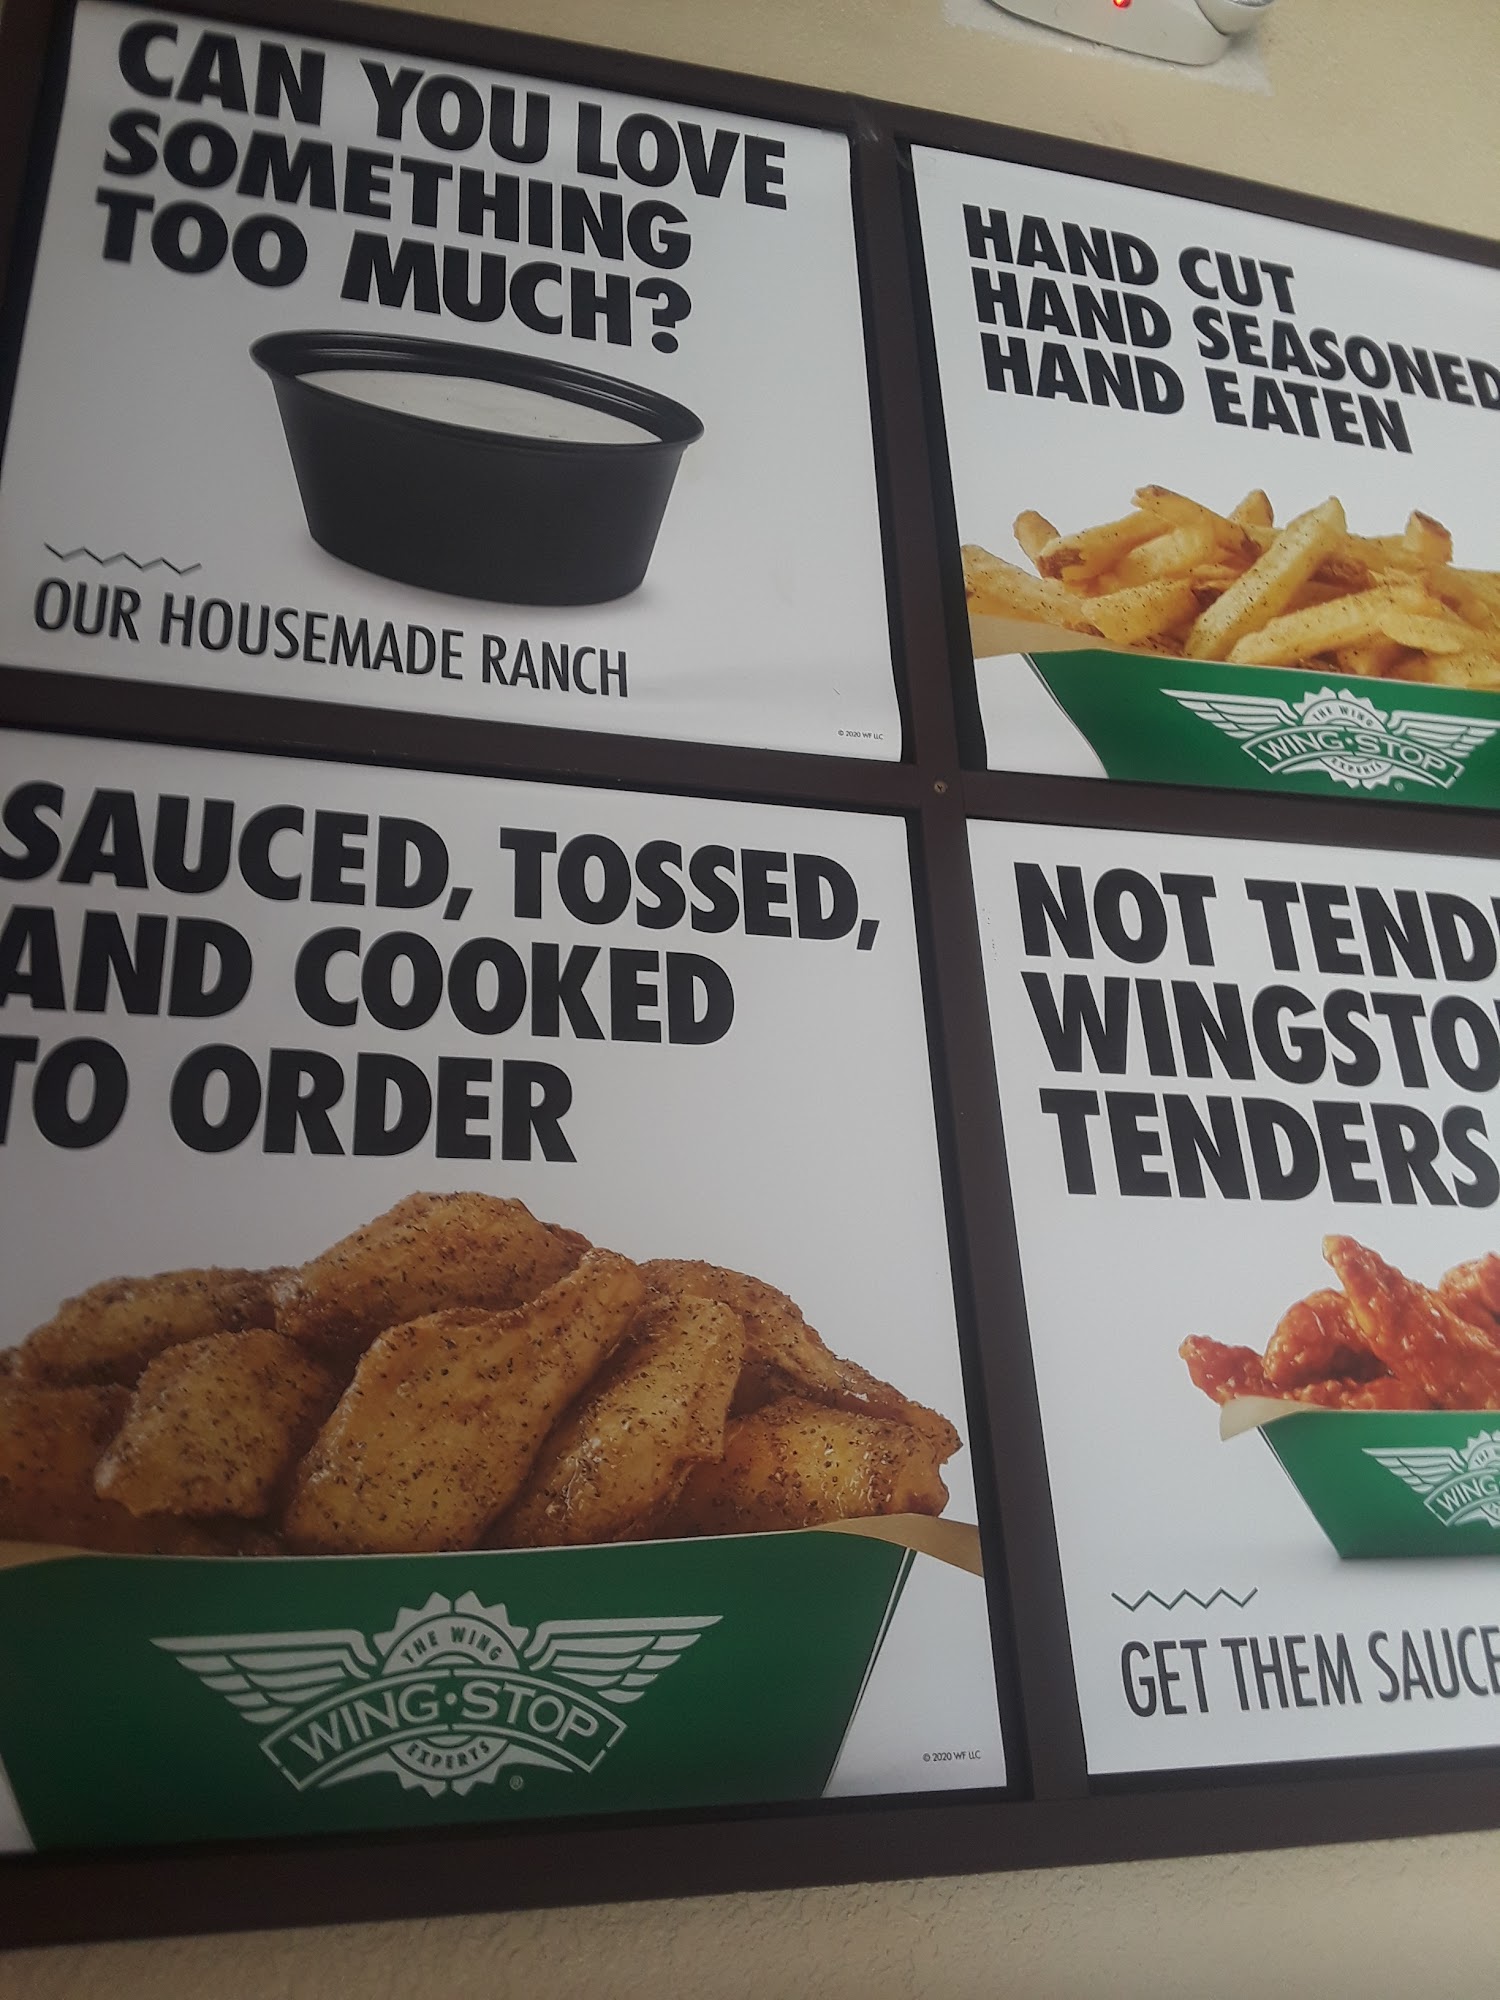 CAN YOU LOVE
SOMETHING
TOO MUCH?
OUR HOUSEMADE RANCH
© 2020 WF LLC
HAND CUT
HAND SEASONED
HAND EATEN
THE WING
WING·STOP
EXPERTS
®
SAUCED, TOSSED,
AND COOKED
TO ORDER
THE WING
WING·STOP
EXPERTS
®
© 2020 WF LLC
NOT TEND
WINGSTO
TENDERS
WING
GET THEM SAUCE